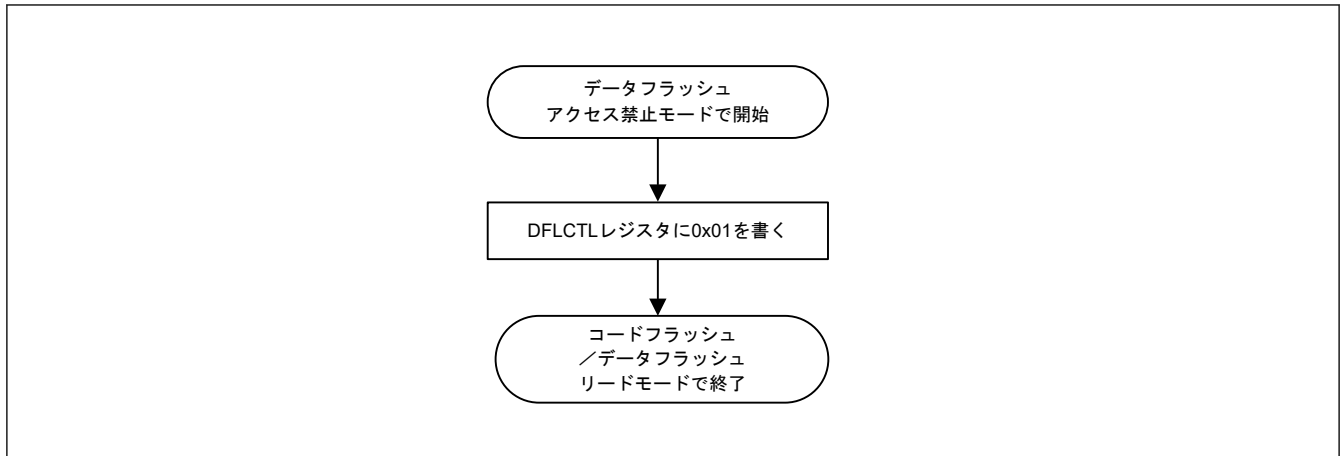 データフラッシュ
アクセス禁止モードで開始
DFLCTLレジスタに0x01を書く
コードフラッシュ
／データフラッシュ
リードモードで終了